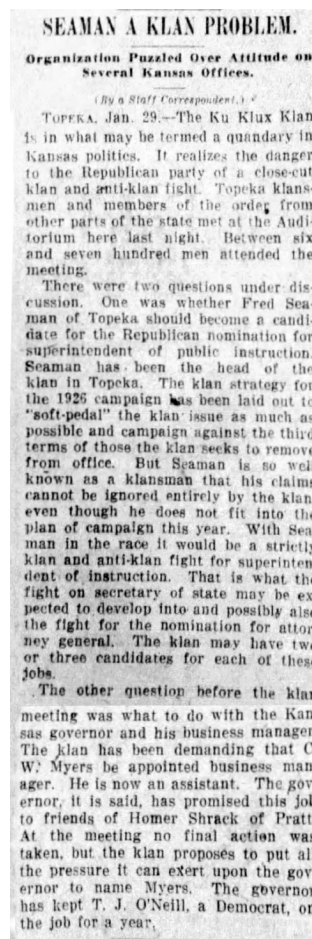 SEAMAN A KLAN PROBLEM.
Organization Puzzled Over Attitude on
Several Kansas Offices.
(By a Staff Correspondent.)
TOPEKA, Jan. 29.—The Ku Klux Klan
is in what may be termed a quandary in
Kansas politics. It realizes the danger
to the Republican party of a close-cut
klan and anti-klan fight. Topeka klans-
men and members of the order from
other parts of the state met at the Audi-
torium here last night. Between six
and seven hundred men attended the
meeting.
There were two questions under dis-
cussion. One was whether Fred Sea-
man of Topeka should become a candi-
date for the Republican nomination for
superintendent of public instruction.
Seaman has been the head of the
klan in Topeka. The klan strategy for
the 1926 campaign has been laid out to
"soft-pedal" the klan issue as much as
possible and campaign against the third
terms of those the klan seeks to remove
from office. But Seaman is so well
known as a klansman that his claims
cannot be ignored entirely by the klan
even though he does not fit into the
plan of campaign this year. With Sea
man in the race it would be a strictly
klan and anti-klan fight for superinten
dent of instruction. That is what the
fight on secretary of state may be ex
pected to develop into and possibly also
the fight for the nomination for attor
ney general. The klan may have two
or three candidates for each of these
jobs.
The other question before the klan
meeting was what to do with the Kan
sas governor and his business manager
The klan has been demanding that C
W. Myers be appointed business man
ager. He is now an assistant. The gov
ernor, it is said, has promised this job
to friends of Homer Shrack of Pratt
At the meeting no final action was
taken, but the klan proposes to put al
the pressure it can exert upon the gov
ernor to name Myers. The governor
has kept T. J. O'Neill, a Democrat, on
the job for a year.